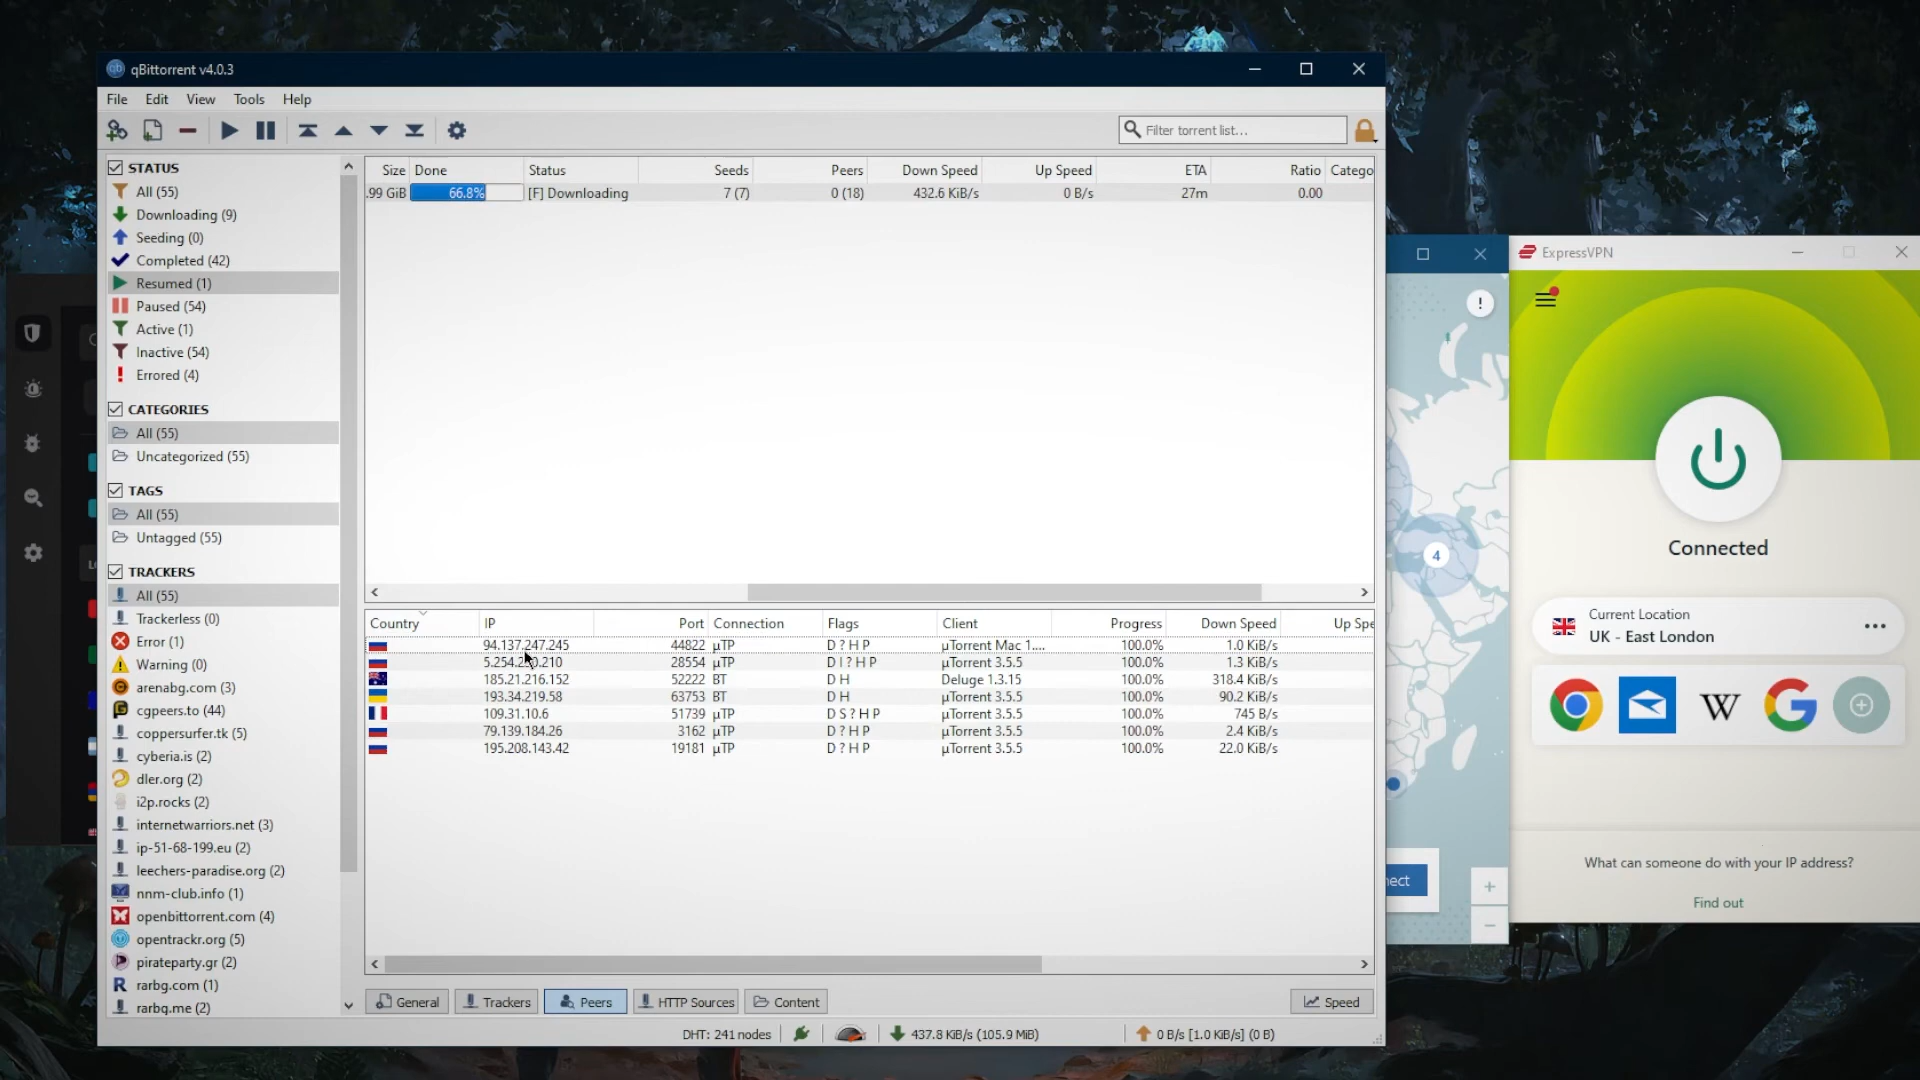 qBittorrent v4.0.3
File Edit View Tools Help
Filter torrent list...
STATUS
All (55)
Downloading (9)
Seeding (0)
Completed (42)
Resumed (1)
Paused (54)
Active (1)
Inactive (54)
Errored (4)
CATEGORIES
All (55)
Uncategorized (55)
TAGS
All (55)
Untagged (55)
TRACKERS
All (55)
Trackerless (0)
Error (1)
Warning (0)
arenabg.com (3)
cgpeers.to (44)
coppersurfer.tk (5)
cyberia.is (2)
dler.org (2)
i2p.rocks (2)
internetwarriors.net (3)
ip-51-68-199.eu (2)
leechers-paradise.org (2)
nnm-club.info (1)
openbittorrent.com (4)
opentrackr.org (5)
pirateparty.gr (2)
rarbg.com (1)
rarbg.me (2)
Size Done Status Seeds Peers Down Speed Up Speed ETA Ratio Catego
.99 GiB 66.8% [F] Downloading 7 (7) 0 (18) 432.6 KiB/s 0 B/s 27m 0.00
Country IP Port Connection Flags Client Progress Down Speed Up Spe
94.137.247.245 44822 μTP D ? H P μTorrent Mac 1.... 100.0% 1.0 KiB/s
28554 μTP D I ? H P μTorrent 3.5.5 100.0% 1.3 KiB/s
185.21.216.152 52222 BT D H Deluge 1.3.15 100.0% 318.4 KiB/s
193.34.219.58 63753 BT D H μTorrent 3.5.5 100.0% 90.2 KiB/s
109.31.10.6 51739 μTP D S ? H P μTorrent 3.5.5 100.0% 745 B/s
79.139.184.26 3162 μTP D ? H P μTorrent 3.5.5 100.0% 2.4 KiB/s
195.208.143.42 19181 μTP D ? H P μTorrent 3.5.5 100.0% 22.0 KiB/s
General Trackers Peers HTTP Sources Content Speed
DHT: 241 nodes 437.8 KiB/s (105.9 MiB) 0 B/s [1.0 KiB/s] (0 B)
!
4
nect
+
−
ExpressVPN
Connected
Current Location
UK - East London
W
What can someone do with your IP address?
Find out